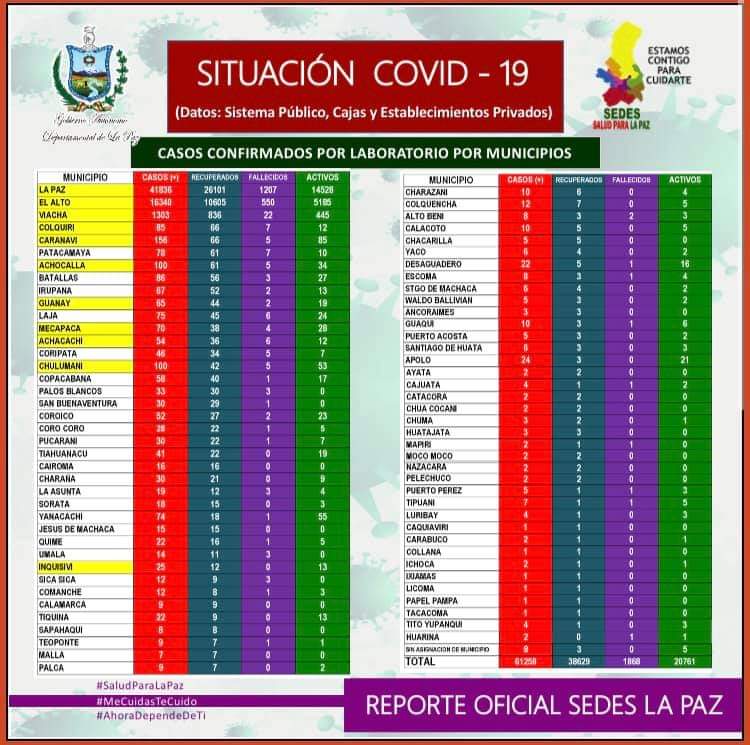 Gobierno Autónomo
Departamental de La Paz
SITUACIÓN COVID - 19
(Datos: Sistema Público, Cajas y Establecimientos Privados)
ESTAMOS
CONTIGO
PARA
CUIDARTE
SEDES
SALUD PARA LA PAZ
CASOS CONFIRMADOS POR LABORATORIO POR MUNICIPIOS
MUNICIPIO CASOS (+) RECUPERADOS FALLECIDOS ACTIVOS
LA PAZ 41836 26101 1207 14528
EL ALTO 16340 10605 550 5185
VIACHA 1303 836 22 445
COLQUIRI 85 66 7 12
CARANAVI 156 66 5 85
PATACAMAYA 78 61 7 10
ACHOCALLA 100 61 5 34
BATALLAS 86 56 3 27
IRUPANA 67 52 2 13
GUANAY 65 44 2 19
LAJA 75 45 6 24
MECAPACA 70 38 4 28
ACHACACHI 54 36 6 12
CORIPATA 46 34 5 7
CHULUMANI 100 42 5 53
COPACABANA 58 40 1 17
PALOS BLANCOS 33 30 3 0
SAN BUENAVENTURA 30 29 1 0
COROICO 52 27 2 23
CORO CORO 28 22 1 5
PUCARANI 30 22 1 7
TIAHUANACU 41 22 0 19
CAIROMA 16 16 0 0
CHARAÑA 30 21 0 9
LA ASUNTA 19 12 3 4
SORATA 18 15 3 0
YANACACHI 74 18 1 55
JESUS DE MACHACA 15 15 0 0
QUIME 22 16 1 5
UMALA 14 11 3 0
INQUISIVI 25 12 0 13
SICA SICA 12 9 3 0
COMANCHE 12 8 1 3
CALAMARCA 9 9 0 0
TIQUINA 22 9 0 13
SAPAHAQUI 8 8 0 0
TEOPONTE 9 7 1 1
MALLA 7 7 0 0
PALCA 9 7 0 2
MUNICIPIO CASOS (+) RECUPERADOS FALLECIDOS ACTIVOS
CHARAZANI 10 6 0 4
COLQUENCHA 12 7 0 5
ALTO BENI 8 3 2 3
CALACOTO 10 5 0 5
CHACARILLA 5 5 0 0
YACO 6 4 0 2
DESAGUADERO 22 5 1 16
ESCOMA 8 3 1 4
STGO DE MACHACA 6 4 0 2
WALDO BALLIVIAN 5 3 0 2
ANCORAIMES 3 3 0 0
GUAQUI 10 3 1 6
PUERTO ACOSTA 5 3 0 2
SANTIAGO DE HUATA 6 3 0 3
APOLO 24 3 0 21
AYATA 2 2 0 0
CAJUATA 4 1 1 2
CATACORA 2 2 0 0
CHUA COCANI 2 2 0 0
CHUMA 3 2 0 1
HUATAJATA 3 3 0 0
MAPIRI 2 1 1 0
MOCO MOCO 2 2 0 0
NAZACARA 2 2 0 0
PELECHUCO 2 2 0 0
PUERTO PEREZ 5 1 1 3
TIPUANI 7 1 1 5
LURIBAY 4 1 0 3
CAQUIAVIRI 1 1 0 0
CARABUCO 2 1 0 1
COLLANA 1 1 0 0
ICHOCA 2 1 0 1
IXIAMAS 1 1 0 0
LICOMA 1 1 0 0
PAPEL PAMPA 1 1 0 0
TACACOMA 1 1 0 0
TITO YUPANQUI 4 1 0 3
HUARINA 2 0 1 1
SIN ASIGNACION DE MUNICIPIO 8 3 0 5
TOTAL 61258 38629 1868 20761
#SaludParaLaPaz
#MeCuidasTeCuido
#AhoraDependeDeTi
REPORTE OFICIAL SEDES LA PAZ